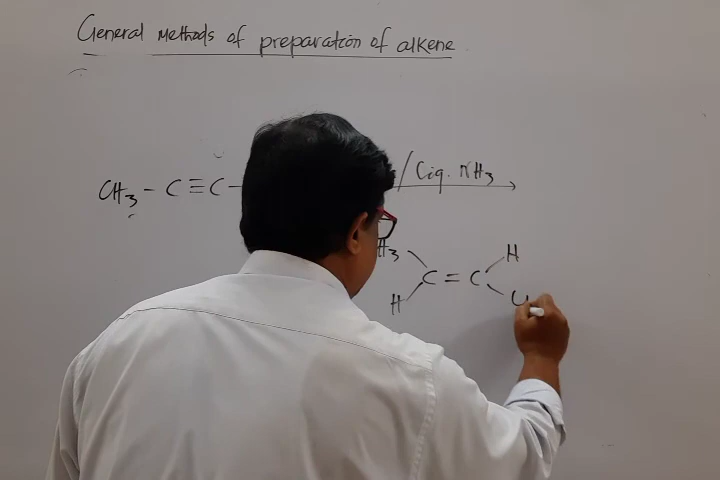 General Methods of preparation of alkene
CH3 - C ≡ C - / Liq. NH3
H3 H
C = C
H C